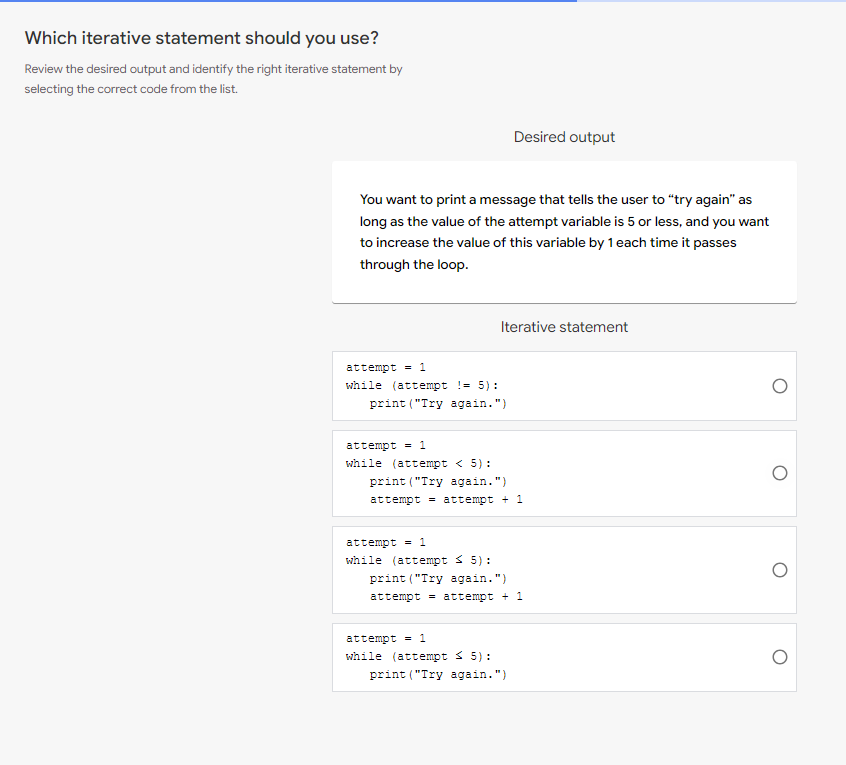 Which iterative statement should you use?
Review the desired output and identify the right iterative statement by
selecting the correct code from the list.
Desired output
You want to print a message that tells the user to “try again” as
long as the value of the attempt variable is 5 or less, and you want
to increase the value of this variable by 1 each time it passes
through the loop.
Iterative statement
attempt = 1
while (attempt != 5):
print("Try again.")
attempt = 1
while (attempt < 5):
print("Try again.")
attempt = attempt + 1
attempt = 1
while (attempt ≤ 5):
print("Try again.")
attempt = attempt + 1
attempt = 1
while (attempt ≤ 5):
print("Try again.")